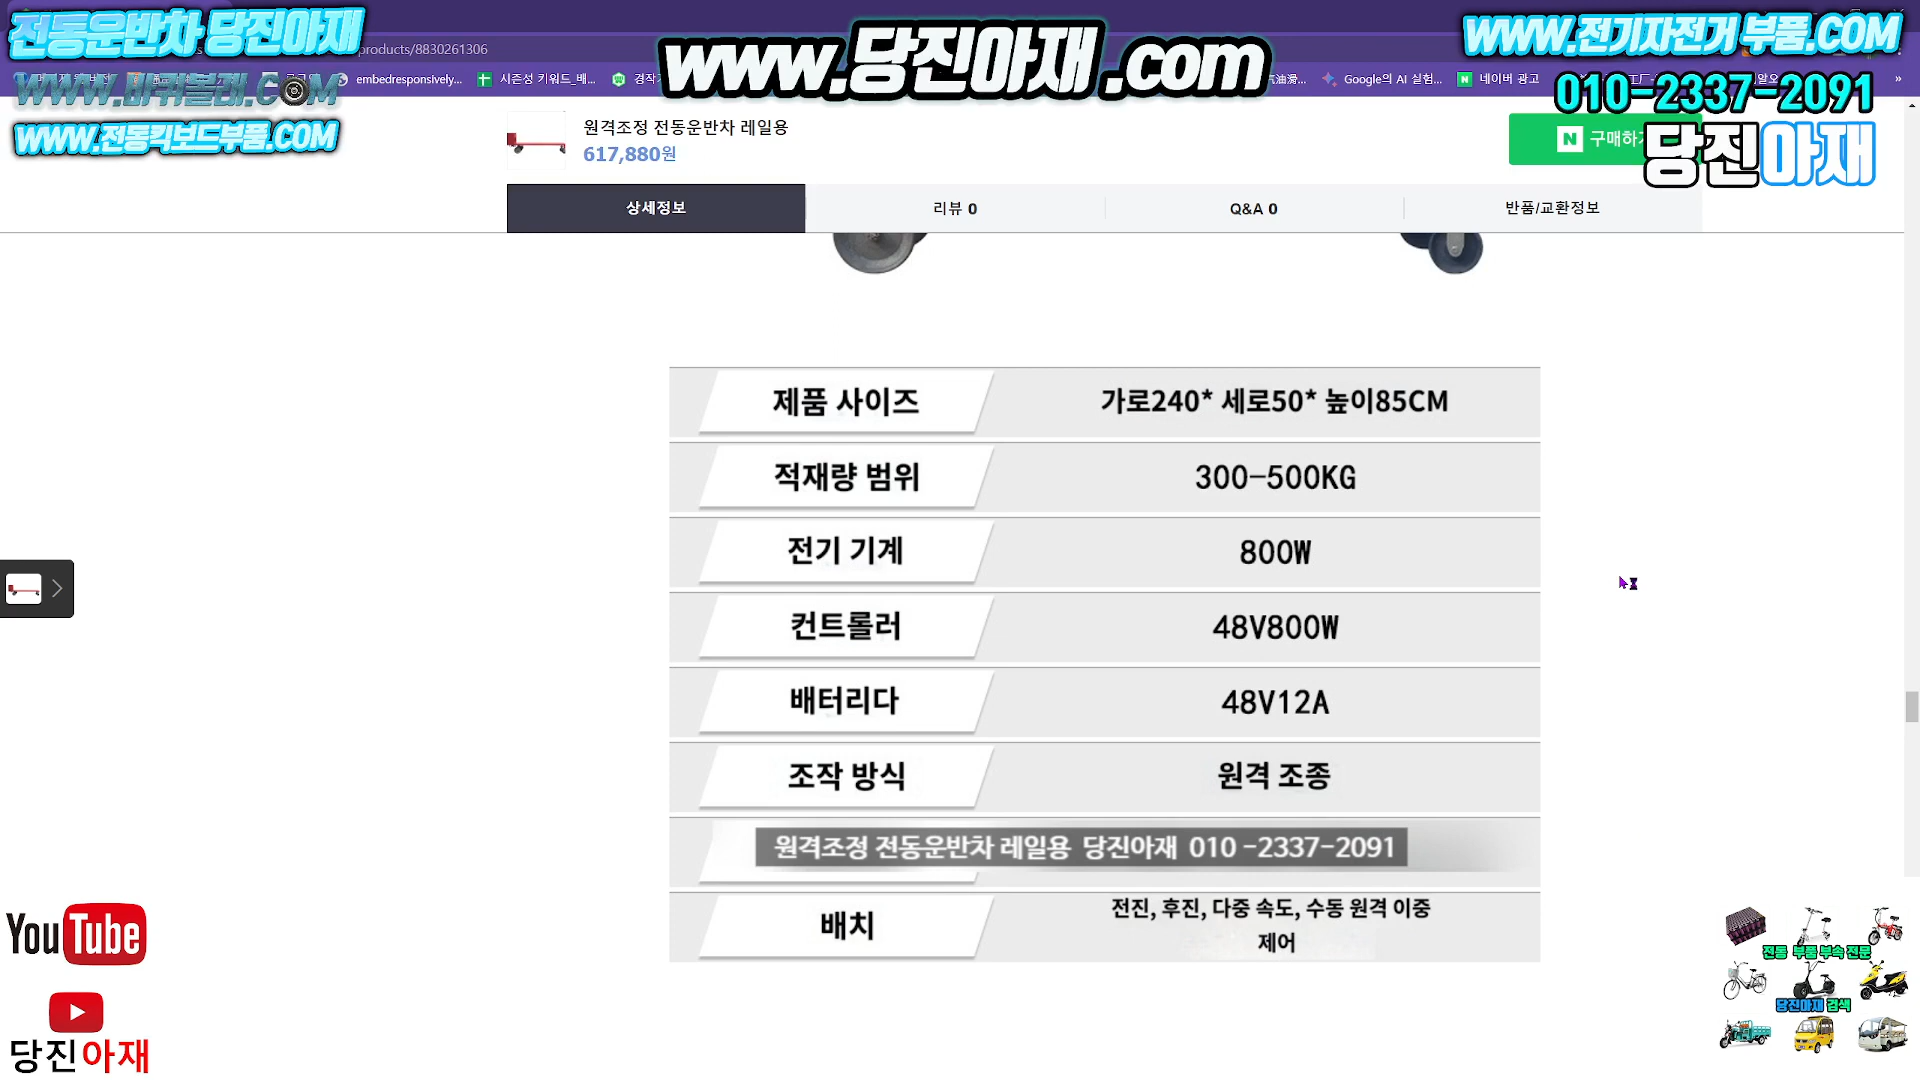 전동운반차 당진아재
products/8830261306
www.당진아재.com
WWW.전기자전거 부품.COM
WWW.바퀴볼래.COM
embedresponsively...
시즌성 키워드_배...
Google의 AI 실험...
네이버 광고
»
010-2337-2091
WWW.전동킥보드부품.COM
원격조정 전동운반차 레일용
617,880원
N 구매하기
당진아재
상세정보
리뷰 0
Q&A 0
반품/교환정보
제품 사이즈 가로240* 세로50* 높이85CM
적재량 범위 300-500KG
전기 기계 800W
컨트롤러 48V800W
배터리다 48V12A
조작 방식 원격 조종
원격조정 전동운반차 레일용 당진아재 010 -2337-2091
배치 전진, 후진, 다중 속도, 수동 원격 이중
제어
YouTube
당진아재
전동 부품 부속 전문
당진아재 검색